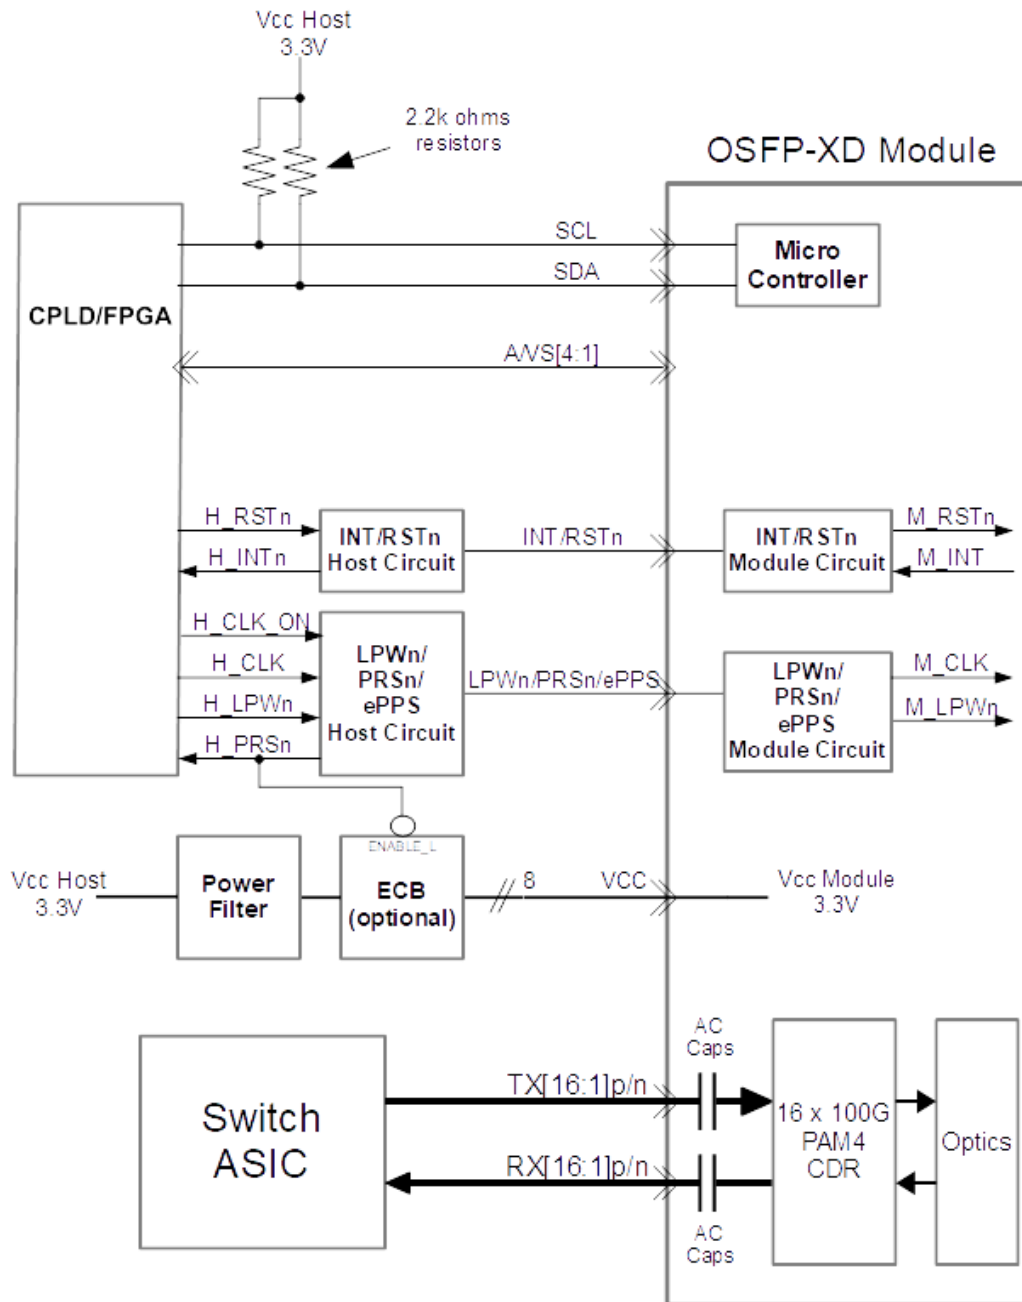 Vcc Host
3.3V
2.2k ohms
resistors
OSFP-XD Module
SCL
SDA
Micro
Controller
CPLD/FPGA
A/VS[4:1]
H_RSTn
H_INTn
INT/RSTn
Host Circuit
INT/RSTn
INT/RSTn
Module Circuit
M_RSTn
M_INT
H_CLK_ON
H_CLK
H_LPWn
H_PRSn
LPWn/
PRSn/
ePPS
Host Circuit
LPWn/PRSn/ePPS
LPWn/
PRSn/
ePPS
Module Circuit
M_CLK
M_LPWn
Vcc Host
3.3V
Power
Filter
ENABLE_L
ECB
(optional)
8
VCC
Vcc Module
3.3V
Switch
ASIC
TX[16:1]p/n
RX[16:1]p/n
AC
Caps
AC
Caps
16 x 100G
PAM4
CDR
Optics